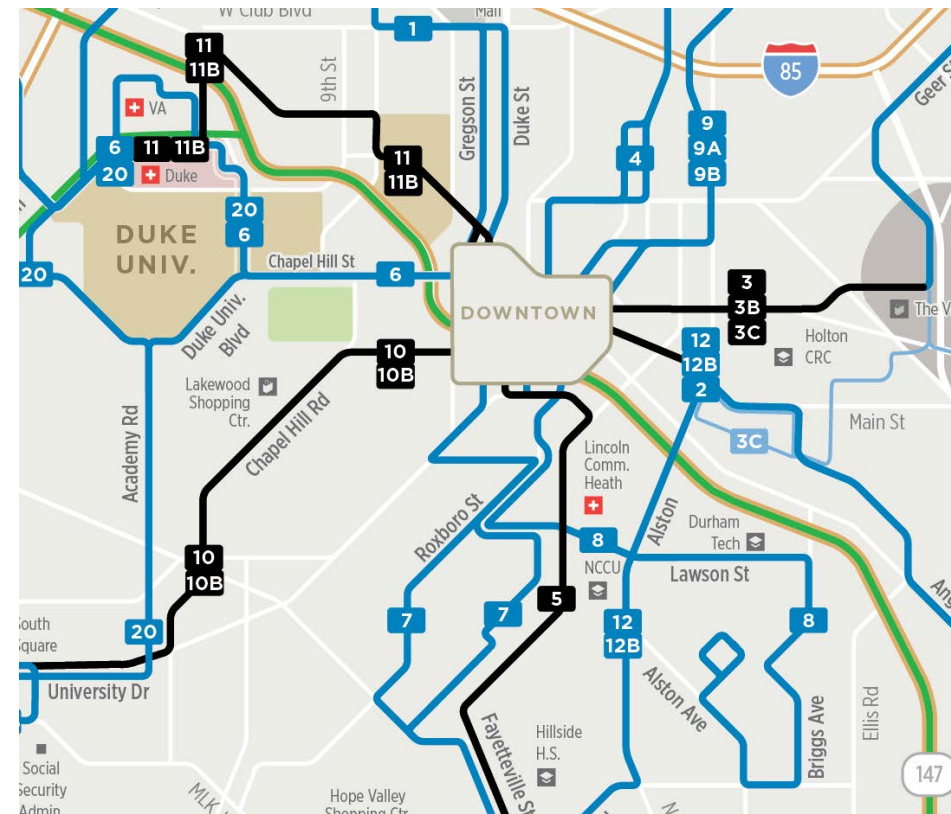 W Club Blvd
Mall
1
11
11B
9th St
Gregson St
Duke St
85
Geer
VA
6
20
11
11B
Duke
11
11B
4
9
9A
9B
20
6
DUKE
UNIV.
20
Chapel Hill St
6
Duke Univ.
Blvd
DOWNTOWN
3
3B
3C
The V
Holton
CRC
12
12B
2
10
10B
Lakewood
Shopping
Ctr.
Chapel Hill Rd
Academy Rd
Main St
3C
Lincoln
Comm.
Heath
Alston
Roxboro St
Durham
Tech
8
NCCU
Lawson St
10
10B
5
7
7
8
12
12B
20
South
Square
University Dr
Alston Ave
Briggs Ave
Ellis Rd
Fayetteville St
Hillside
H.S.
147
Social
Security
Admin
MLK
Hope Valley
Shopping Ctr.